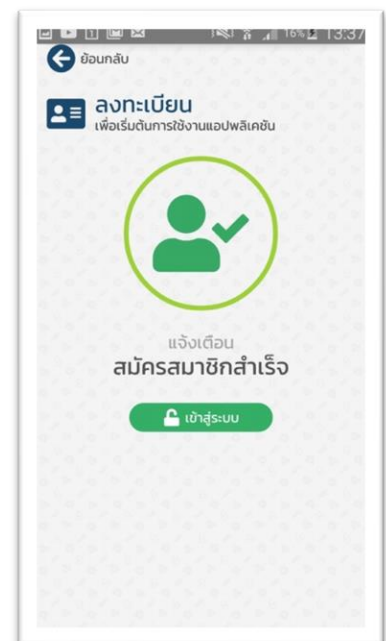 16% 13:37
ย้อนกลับ
ลงทะเบียน
เพื่อเริ่มต้นการใช้งานแอปพลิเคชัน
แจ้งเตือน
สมัครสมาชิกสำเร็จ
เข้าสู่ระบบ